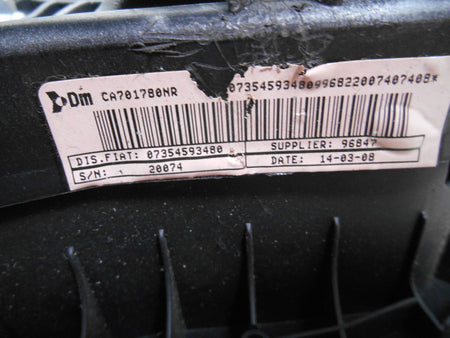 Dm CA701780NR 07354593480996822007407408*
DIS.FIAT: 07354593480 SUPPLIER: 96847
S/N: 20074 DATE: 14-03-08